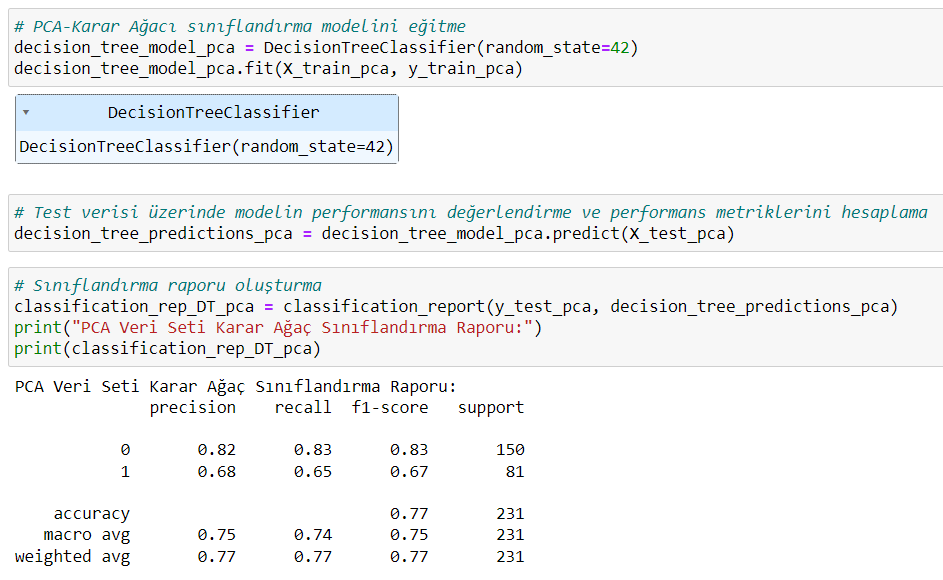 # PCA-Karar Ağacı sınıflandırma modelini eğitme
decision_tree_model_pca = DecisionTreeClassifier(random_state=42)
decision_tree_model_pca.fit(X_train_pca, y_train_pca)
DecisionTreeClassifier
DecisionTreeClassifier(random_state=42)
# Test verisi üzerinde modelin performansını değerlendirme ve performans metriklerini hesaplama
decision_tree_predictions_pca = decision_tree_model_pca.predict(X_test_pca)
# Sınıflandırma raporu oluşturma
classification_rep_DT_pca = classification_report(y_test_pca, decision_tree_predictions_pca)
print("PCA Veri Seti Karar Ağaç Sınıflandırma Raporu:")
print(classification_rep_DT_pca)
PCA Veri Seti Karar Ağaç Sınıflandırma Raporu:
precision recall f1-score support
0 0.82 0.83 0.83 150
1 0.68 0.65 0.67 81
accuracy 0.77 231
macro avg 0.75 0.74 0.75 231
weighted avg 0.77 0.77 0.77 231